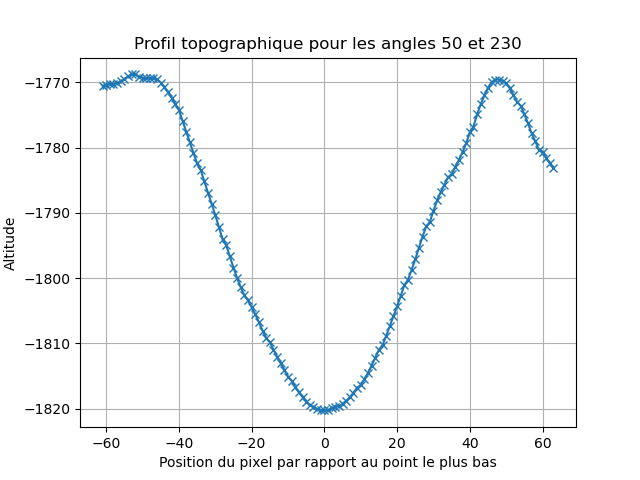 Profil topographique pour les angles 50 et 230
−1770
−1780
−1790
−1800
−1810
−1820
Altitude
−60 −40 −20 0 20 40 60
Position du pixel par rapport au point le plus bas